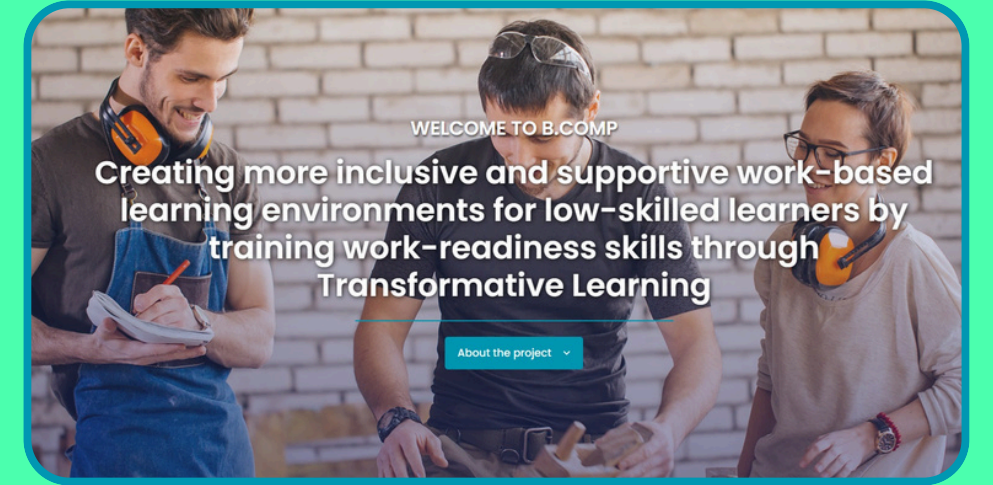 WELCOME TO B.COMP
Creating more inclusive and supportive work-based
learning environments for low-skilled learners by
training work-readiness skills through
Transformative Learning
About the project